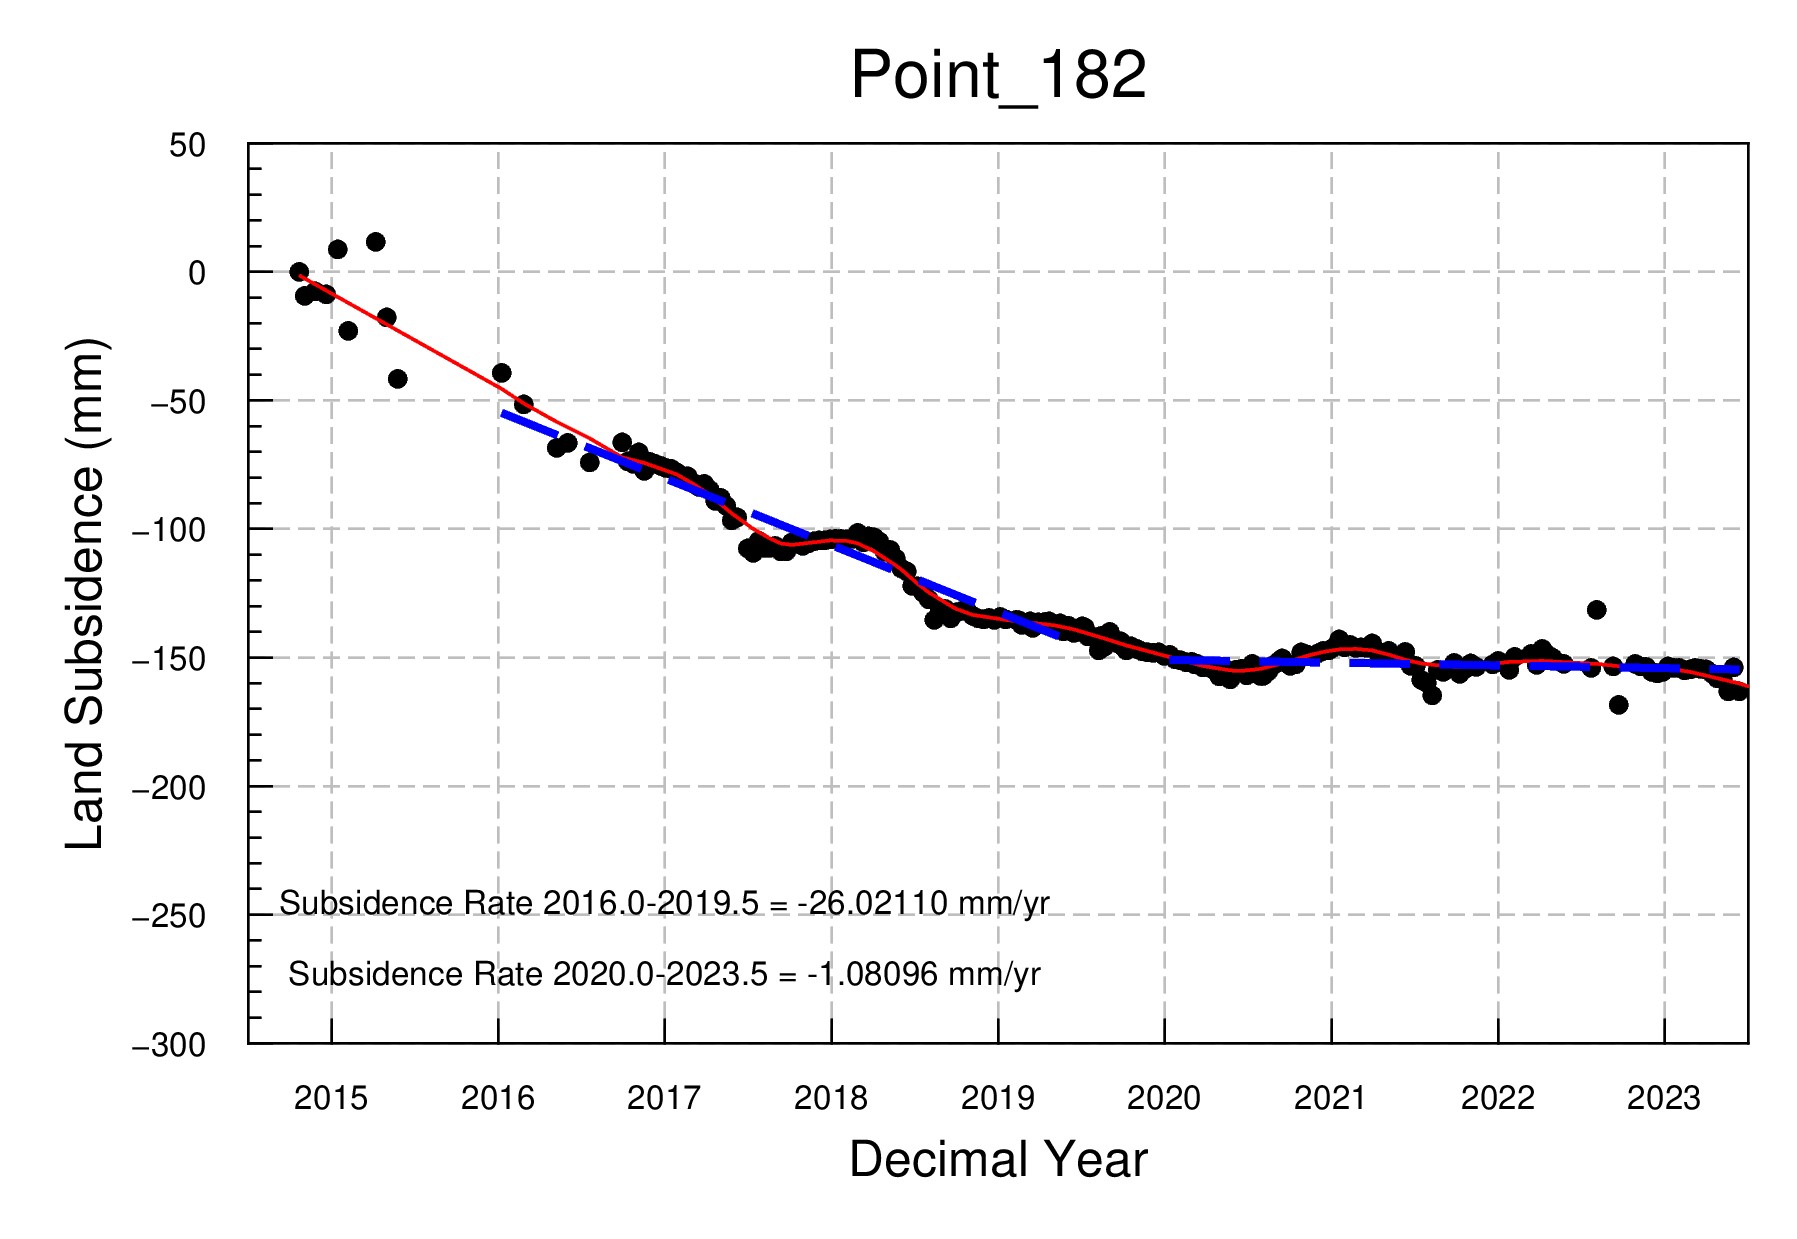 Point_182
50
0
−50
−100
−150
−200
−250
−300
Land Subsidence (mm)
Subsidence Rate 2016.0-2019.5 = -26.02110 mm/yr
Subsidence Rate 2020.0-2023.5 = -1.08096 mm/yr
2015 2016 2017 2018 2019 2020 2021 2022 2023
Decimal Year